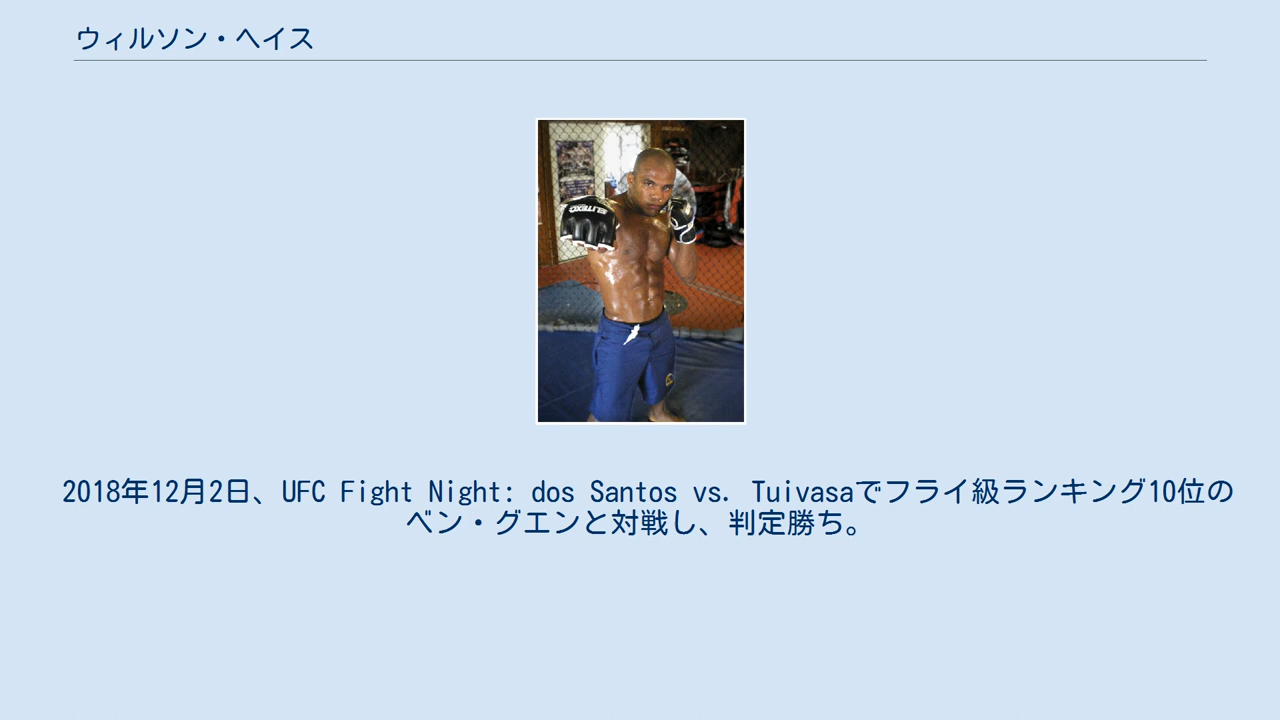 ウィルソン・ヘイス
2018年12月2日、UFC Fight Night: dos Santos vs. Tuivasaでフライ級ランキング10位の
ベン・グエンと対戦し、判定勝ち。